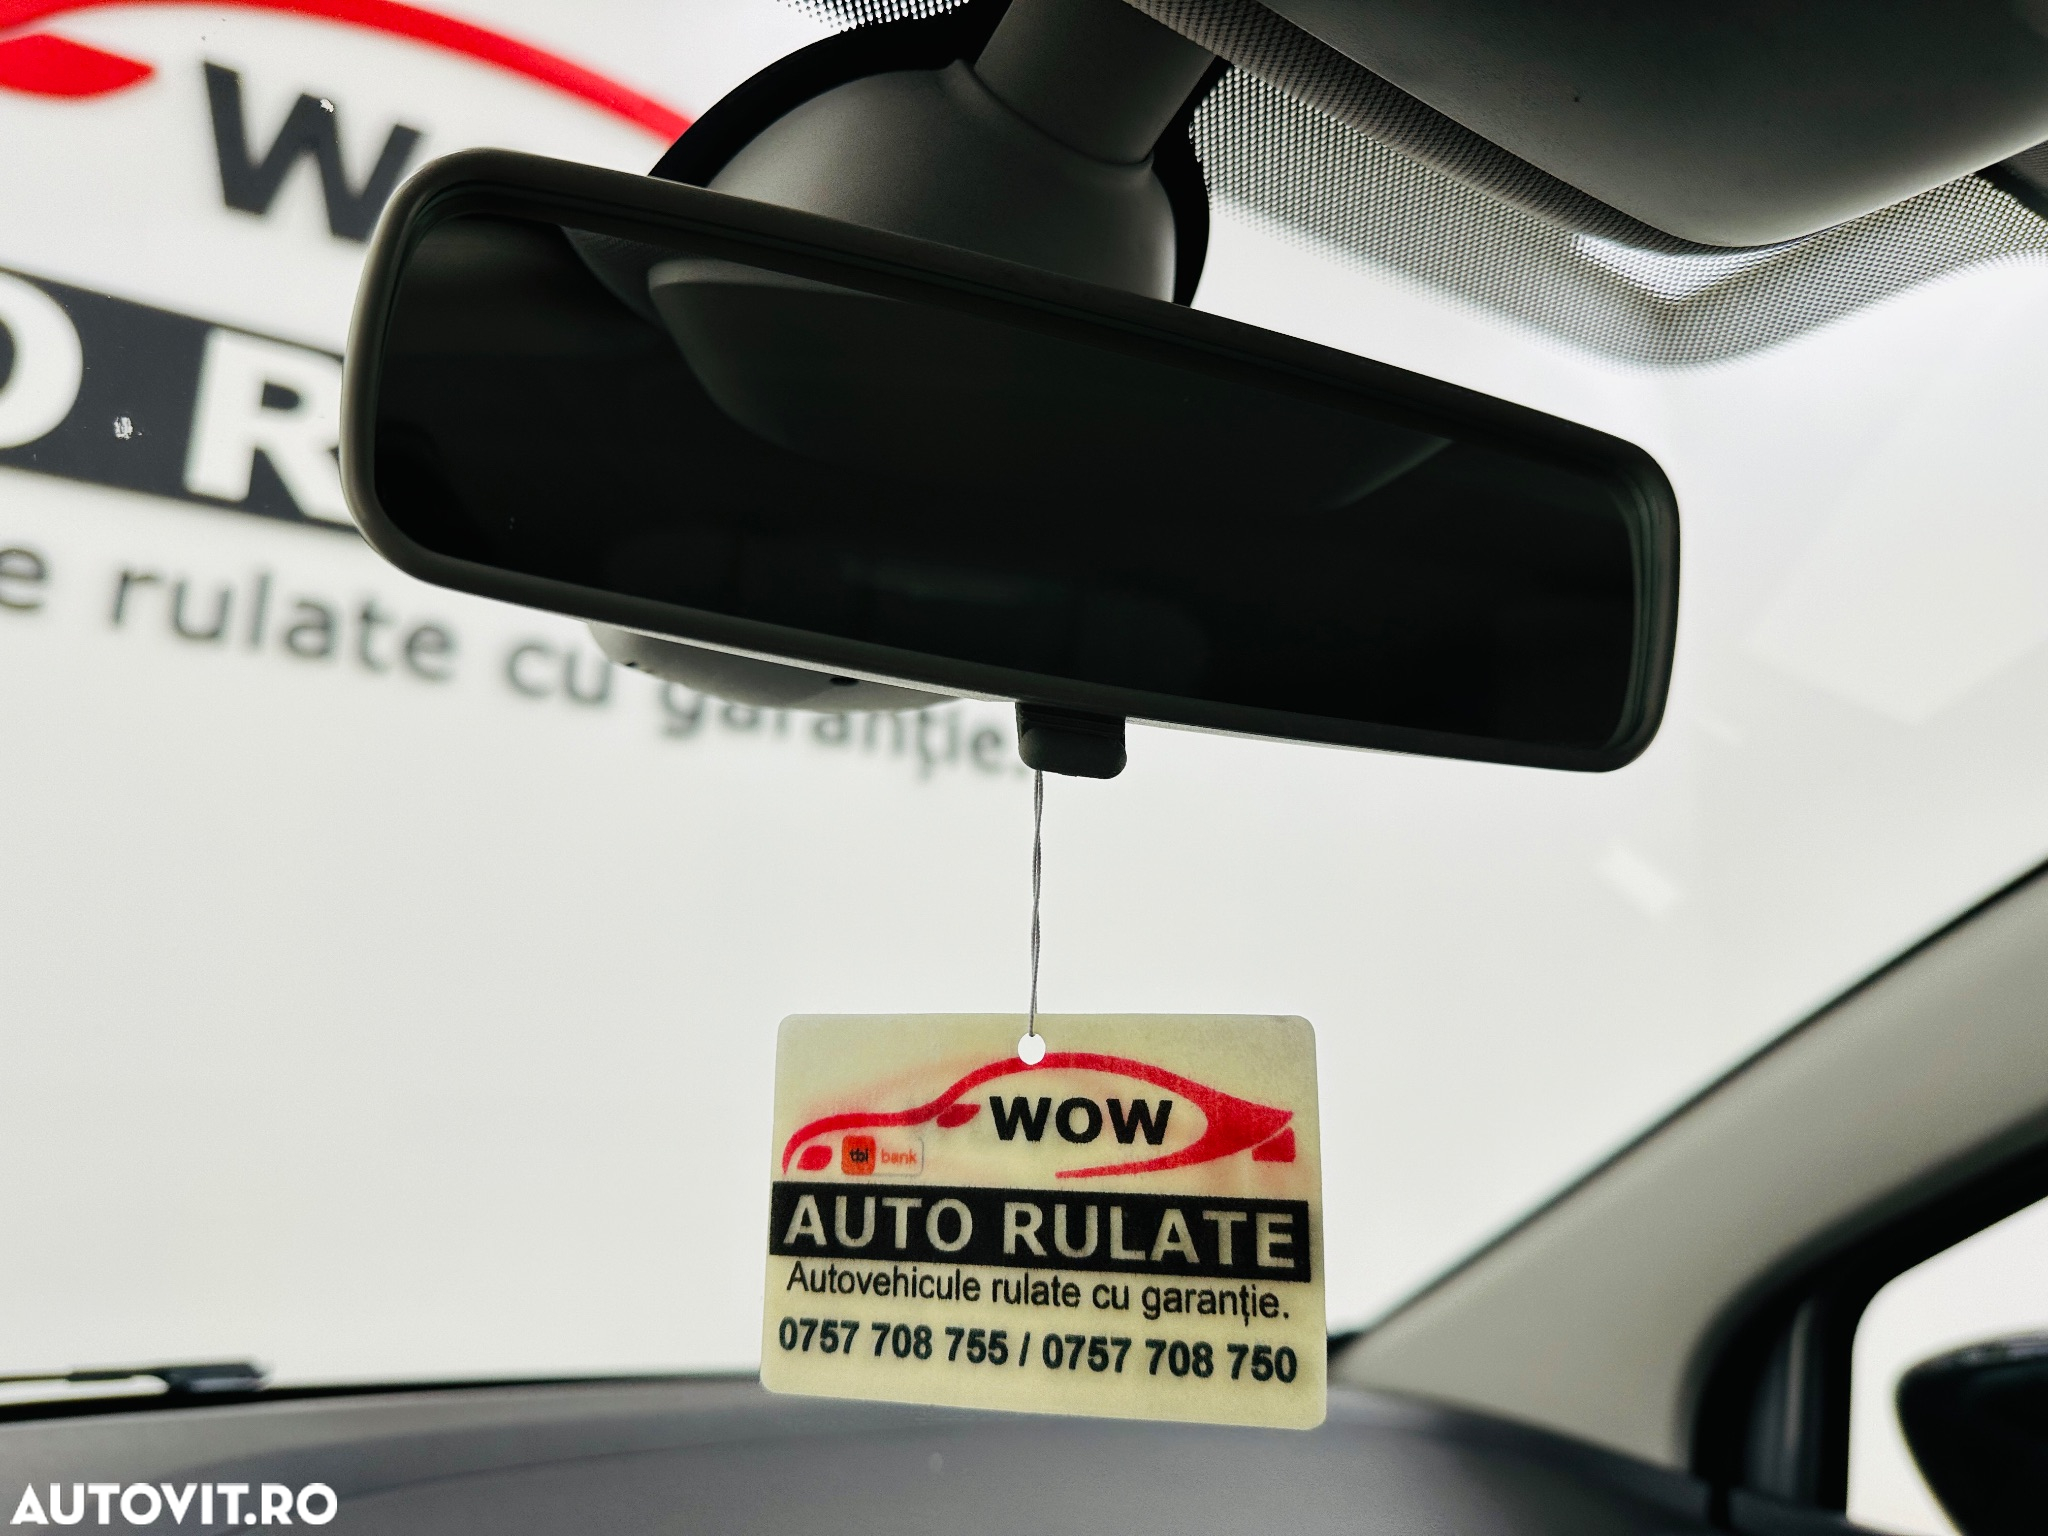 WO
O R
e rulate cu garanție.
WOW
tbi bank
AUTO RULATE
Autovehicule rulate cu garanție.
0757 708 755 / 0757 708 750
AUTOVIT.RO